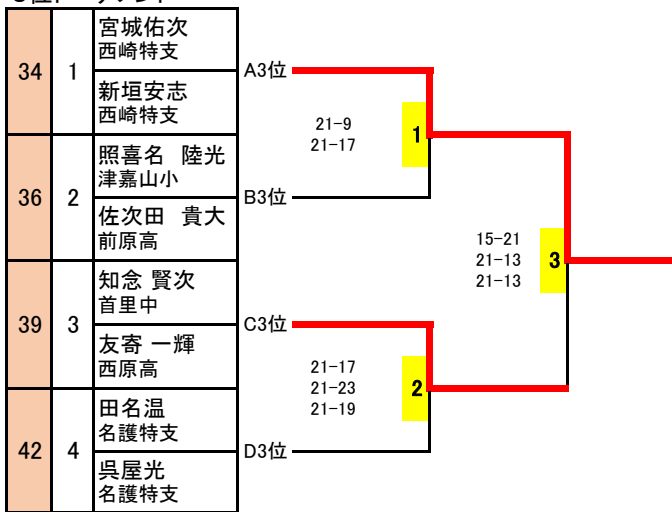 34
1
宮城佑次
西崎特支
新垣安志
西崎特支
A3位
21-9
21-17
1
36
2
照喜名　陸光
津嘉山小
佐次田　貴大
前原高
B3位
15-21
21-13
21-13
3
39
3
知念 賢次
首里中
友寄 一輝
西原高
C3位
21-17
21-23
21-19
2
42
4
田名温
名護特支
呉屋光
名護特支
D3位